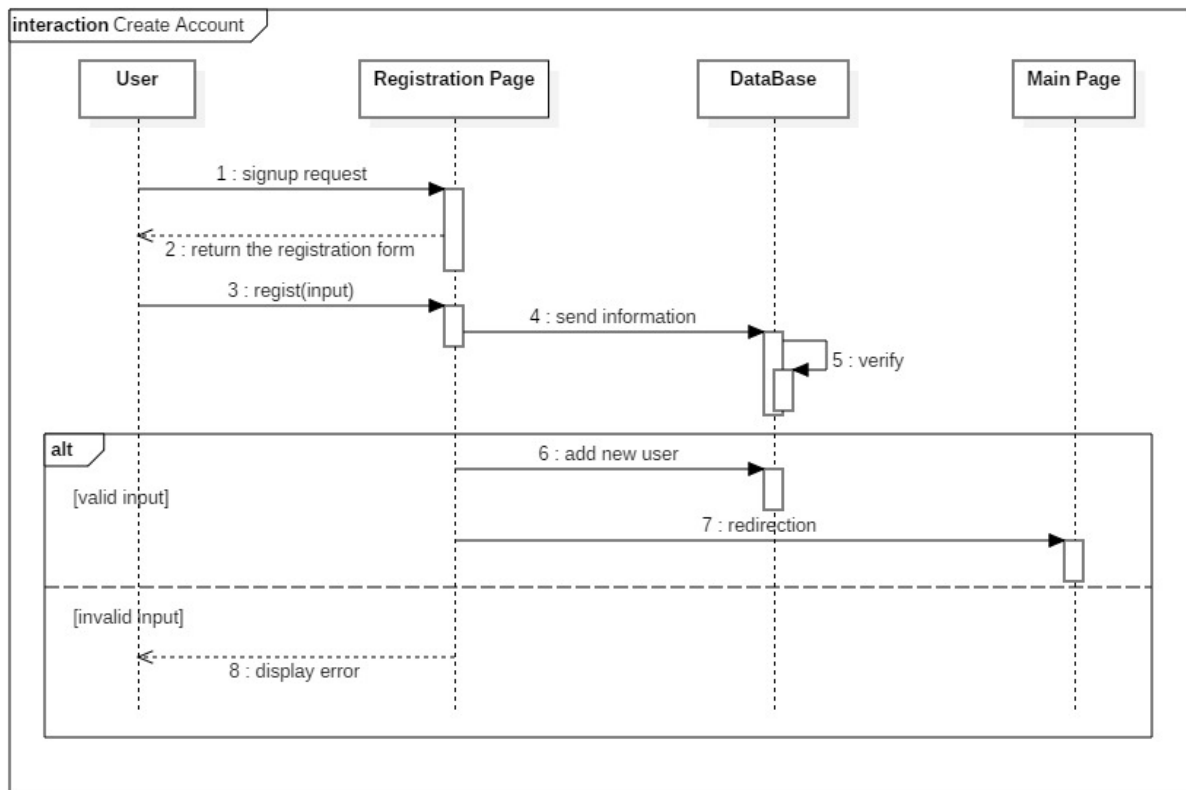 interaction Create Account
User
Registration Page
DataBase
Main Page
1 : signup request
2 : return the registration form
3 : regist(input)
4 : send information
5 : verify
alt
6 : add new user
[valid input]
7 : redirection
[invalid input]
8 : display error